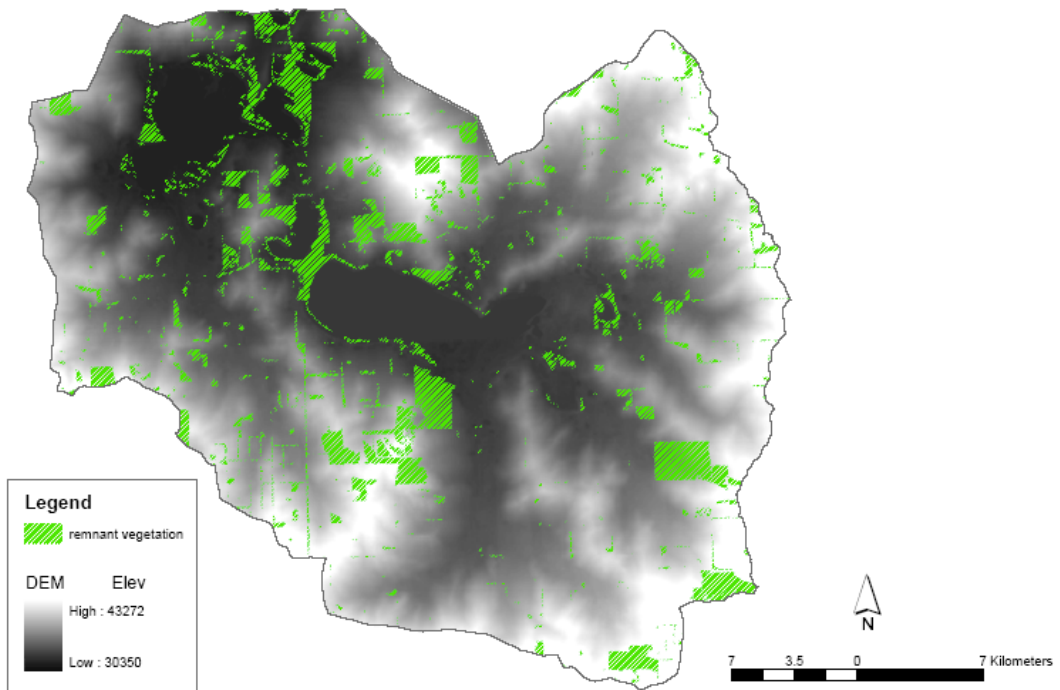 Legend
remnant vegetation
DEM Elev
High : 43272
Low : 30350
N
7 3.5 0 7 Kilometers